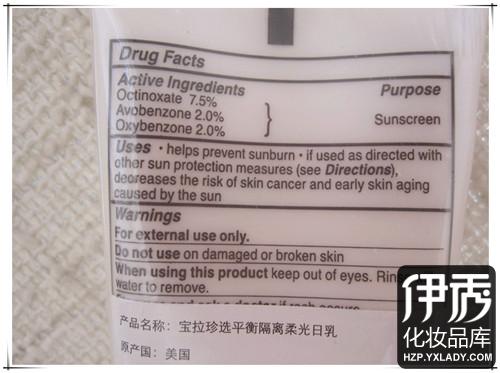 Drug Facts
Active Ingredients Purpose
Octinoxate 7.5%
Avobenzone 2.0% Sunscreen
Oxybenzone 2.0%
Uses • helps prevent sunburn • if used as directed with
other sun protection measures (see Directions),
decreases the risk of skin cancer and early skin aging
caused by the sun
Warnings
For external use only.
Do not use on damaged or broken skin
When using this product keep out of eyes. Rin
water to remove.
产品名称：宝拉珍选平衡隔离柔光日乳
原产国：美国
伊秀
化妆品库
HZP.YXLADY.COM